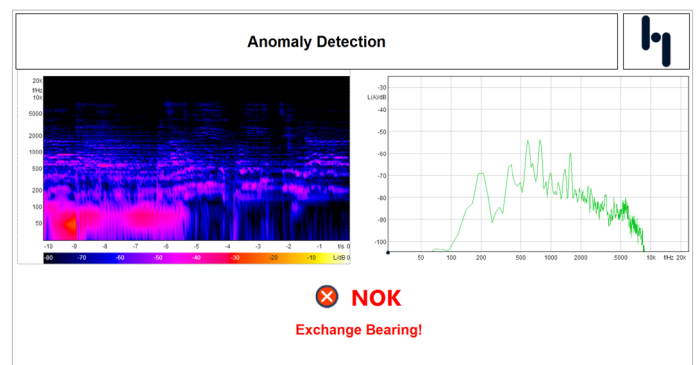 Anomaly Detection
20k
f/Hz
10k
5000
2000
1000
500
200
100
50
-10 -9 -8 -7 -6 -5 -4 -3 -2 -1 t/s 0
-80 -70 -60 -50 -40 -30 -20 -10 L/dB 0
-30
L(A)/dB
-40
-50
-60
-70
-80
-90
-100
50 100 200 500 1000 2000 5000 10k f/Hz 20k
NOK
Exchange Bearing!